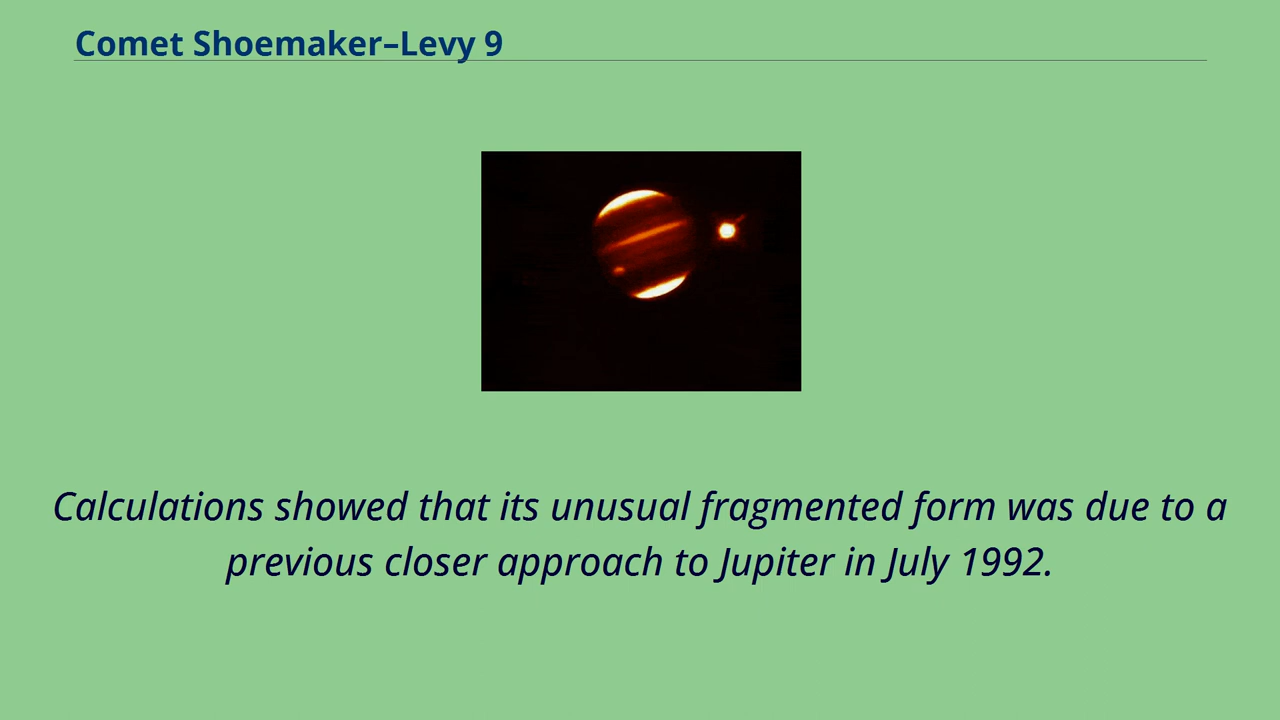 Comet Shoemaker–Levy 9
Calculations showed that its unusual fragmented form was due to a
previous closer approach to Jupiter in July 1992.